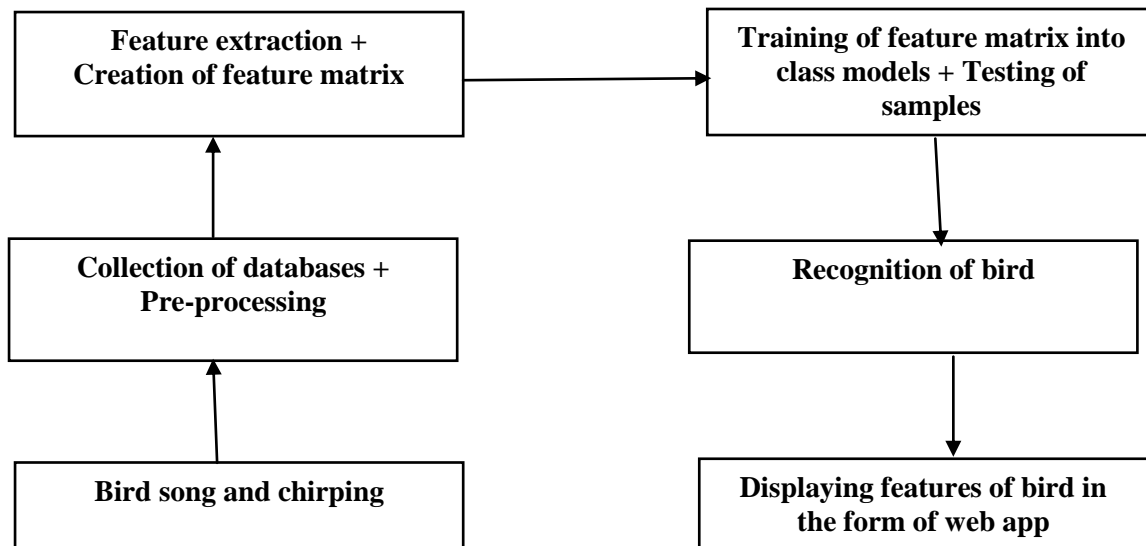 Feature extraction +
Creation of feature matrix
Training of feature matrix into
class models + Testing of
samples
Collection of databases +
Pre-processing
Recognition of bird
Bird song and chirping
Displaying features of bird in
the form of web app